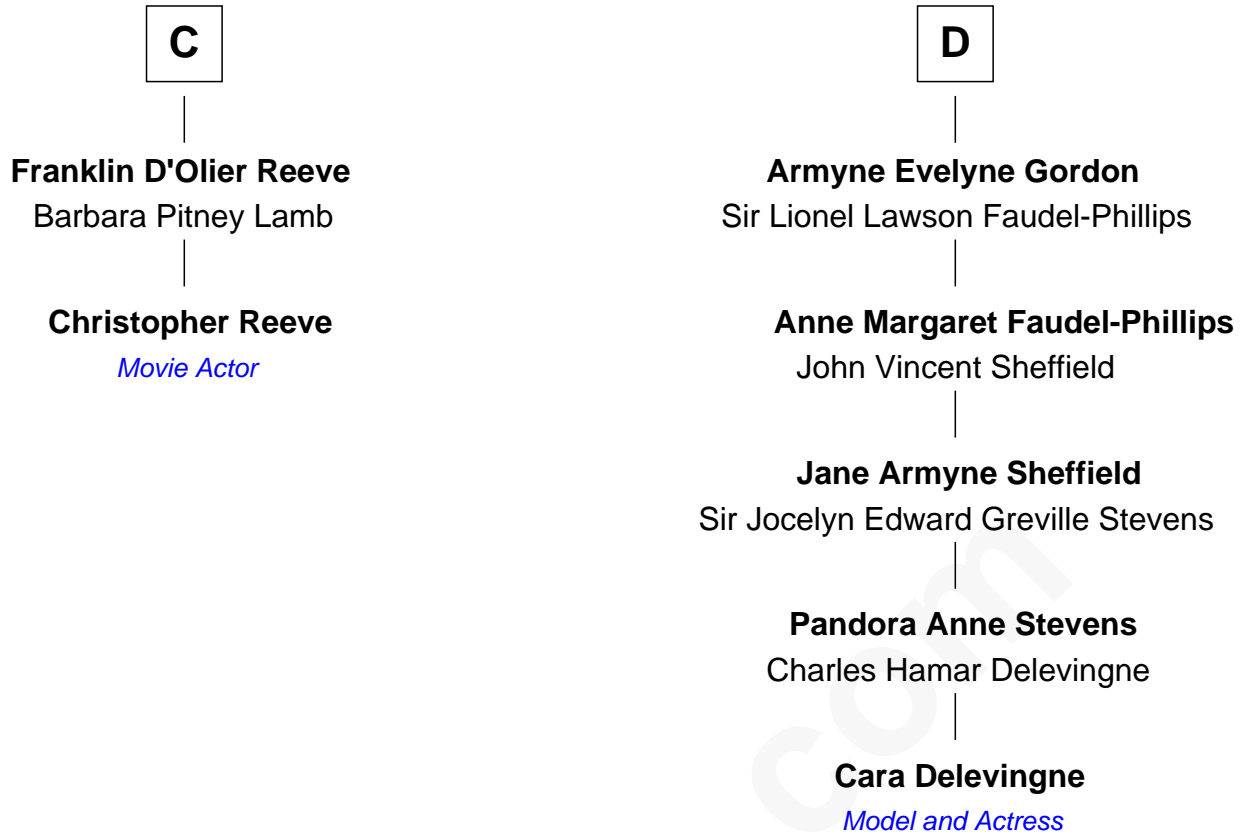 C
Franklin D'Olier Reeve
Barbara Pitney Lamb
Christopher Reeve
Movie Actor
D
Armyne Evelyne Gordon
Sir Lionel Lawson Faudel-Phillips
Anne Margaret Faudel-Phillips
John Vincent Sheffield
Jane Armyne Sheffield
Sir Jocelyn Edward Greville Stevens
Pandora Anne Stevens
Charles Hamar Delevingne
Cara Delevingne
Model and Actress
com